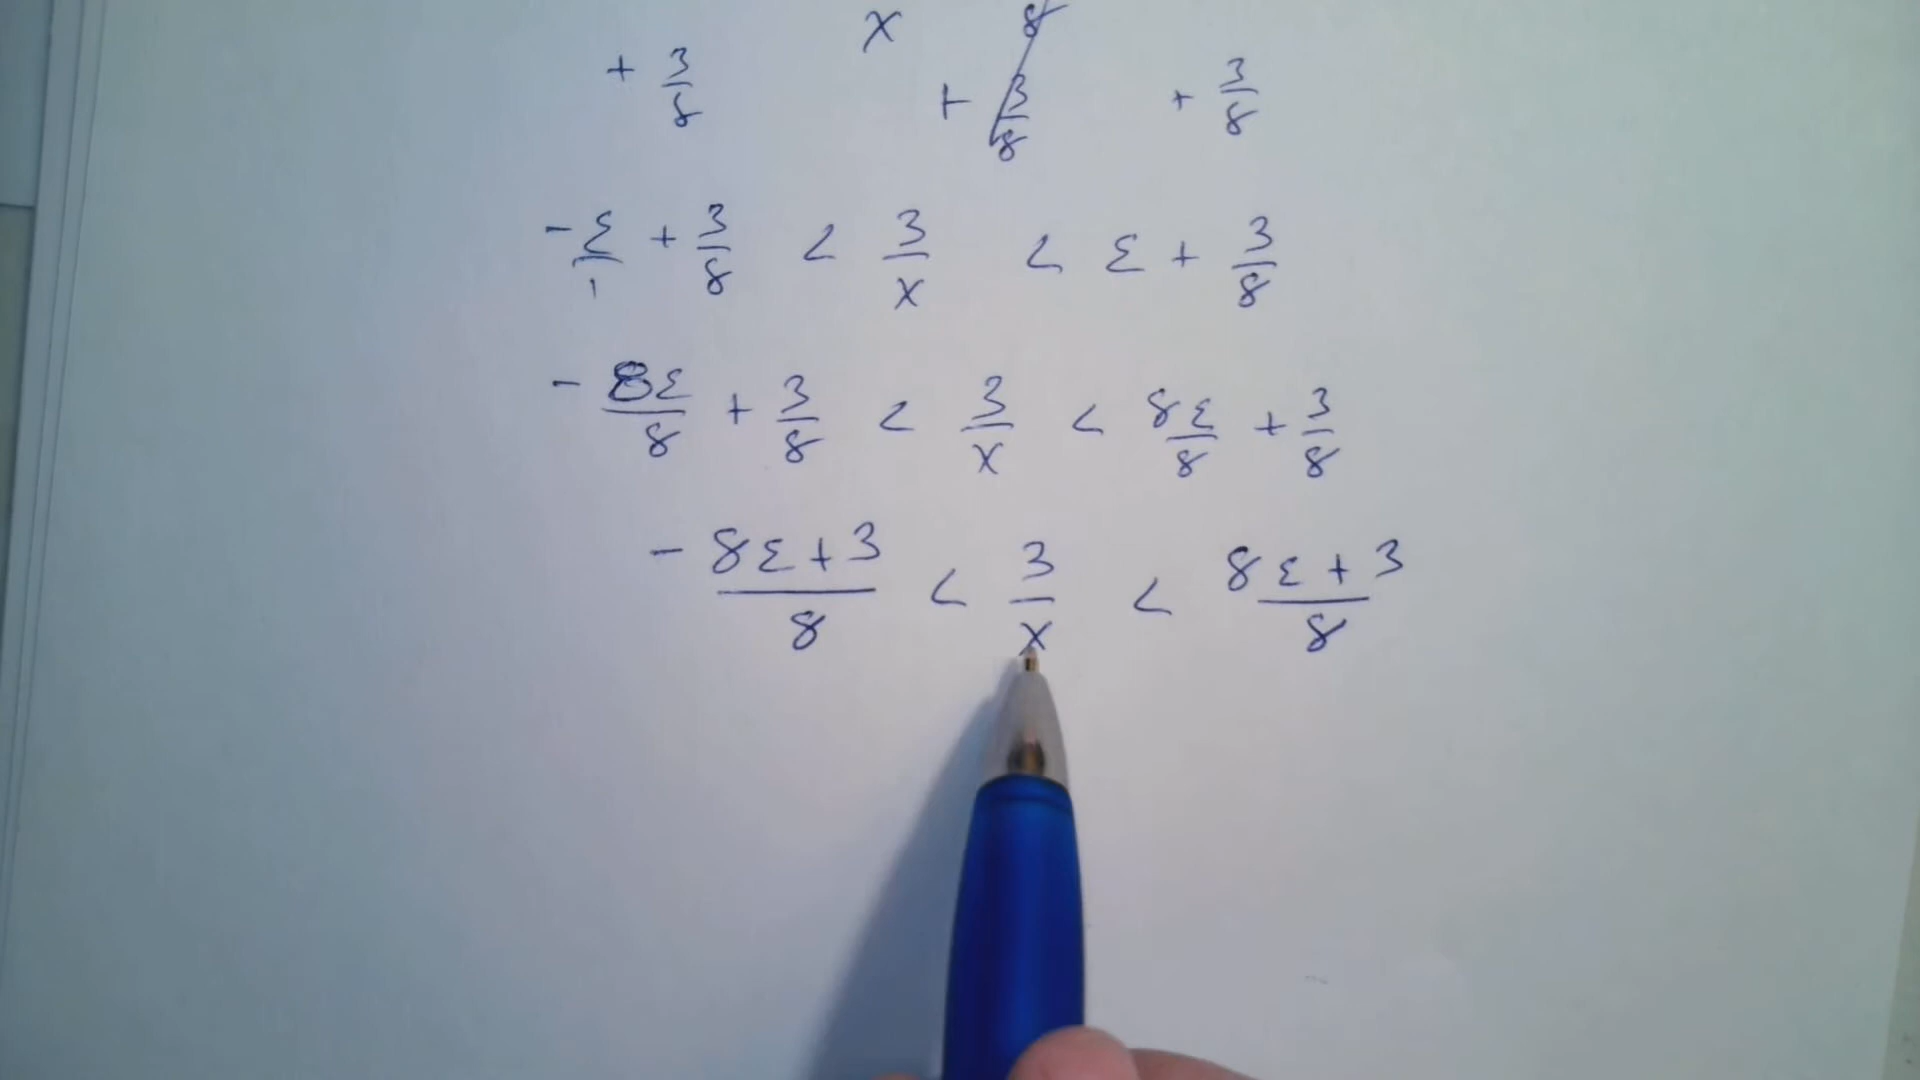 x 8
+ 3/8 + 3/8 + 3/8
- ε/1 + 3/8 < 3/x < ε + 3/8
- 8ε/8 + 3/8 < 3/x < 8ε/8 + 3/8
- 8ε+3/8 < 3/x < 8ε+3/8